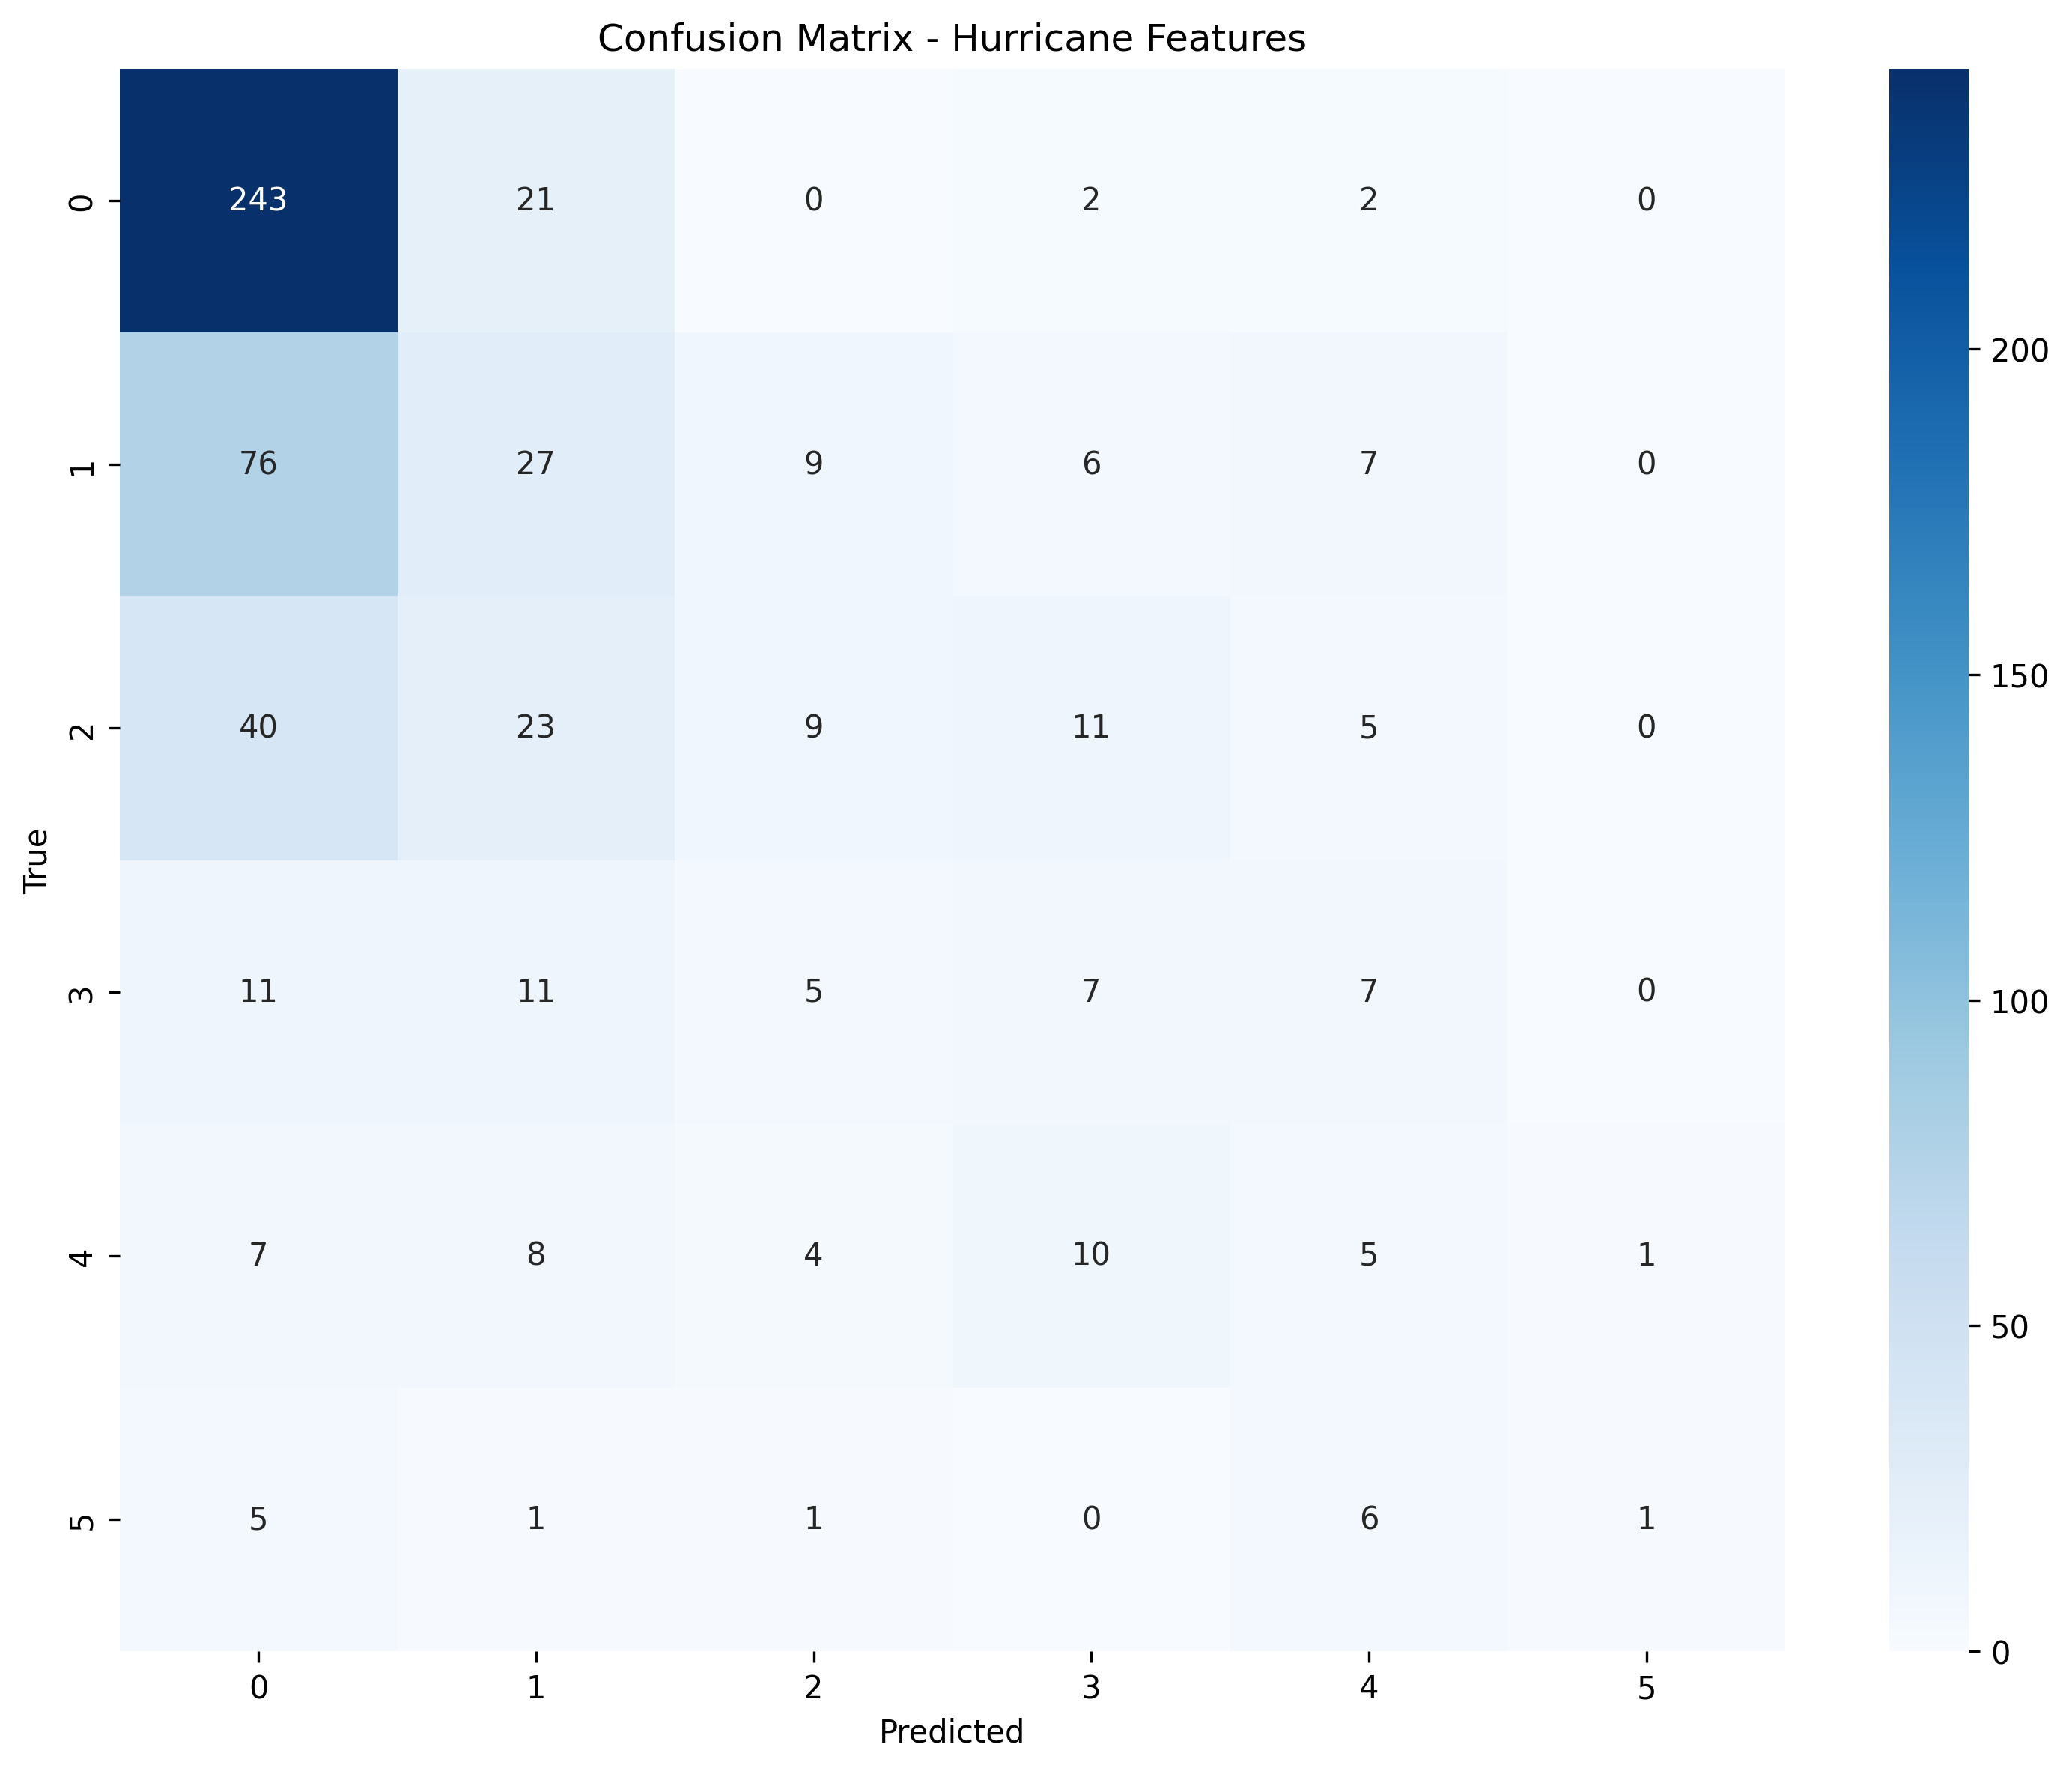 Confusion Matrix - Hurricane Features
0 243 21 0 2 2 0
1 76 27 9 6 7 0
2 40 23 9 11 5 0
3 11 11 5 7 7 0
4 7 8 4 10 5 1
5 5 1 1 0 6 1
0 1 2 3 4 5
Predicted
True
200
150
100
50
0